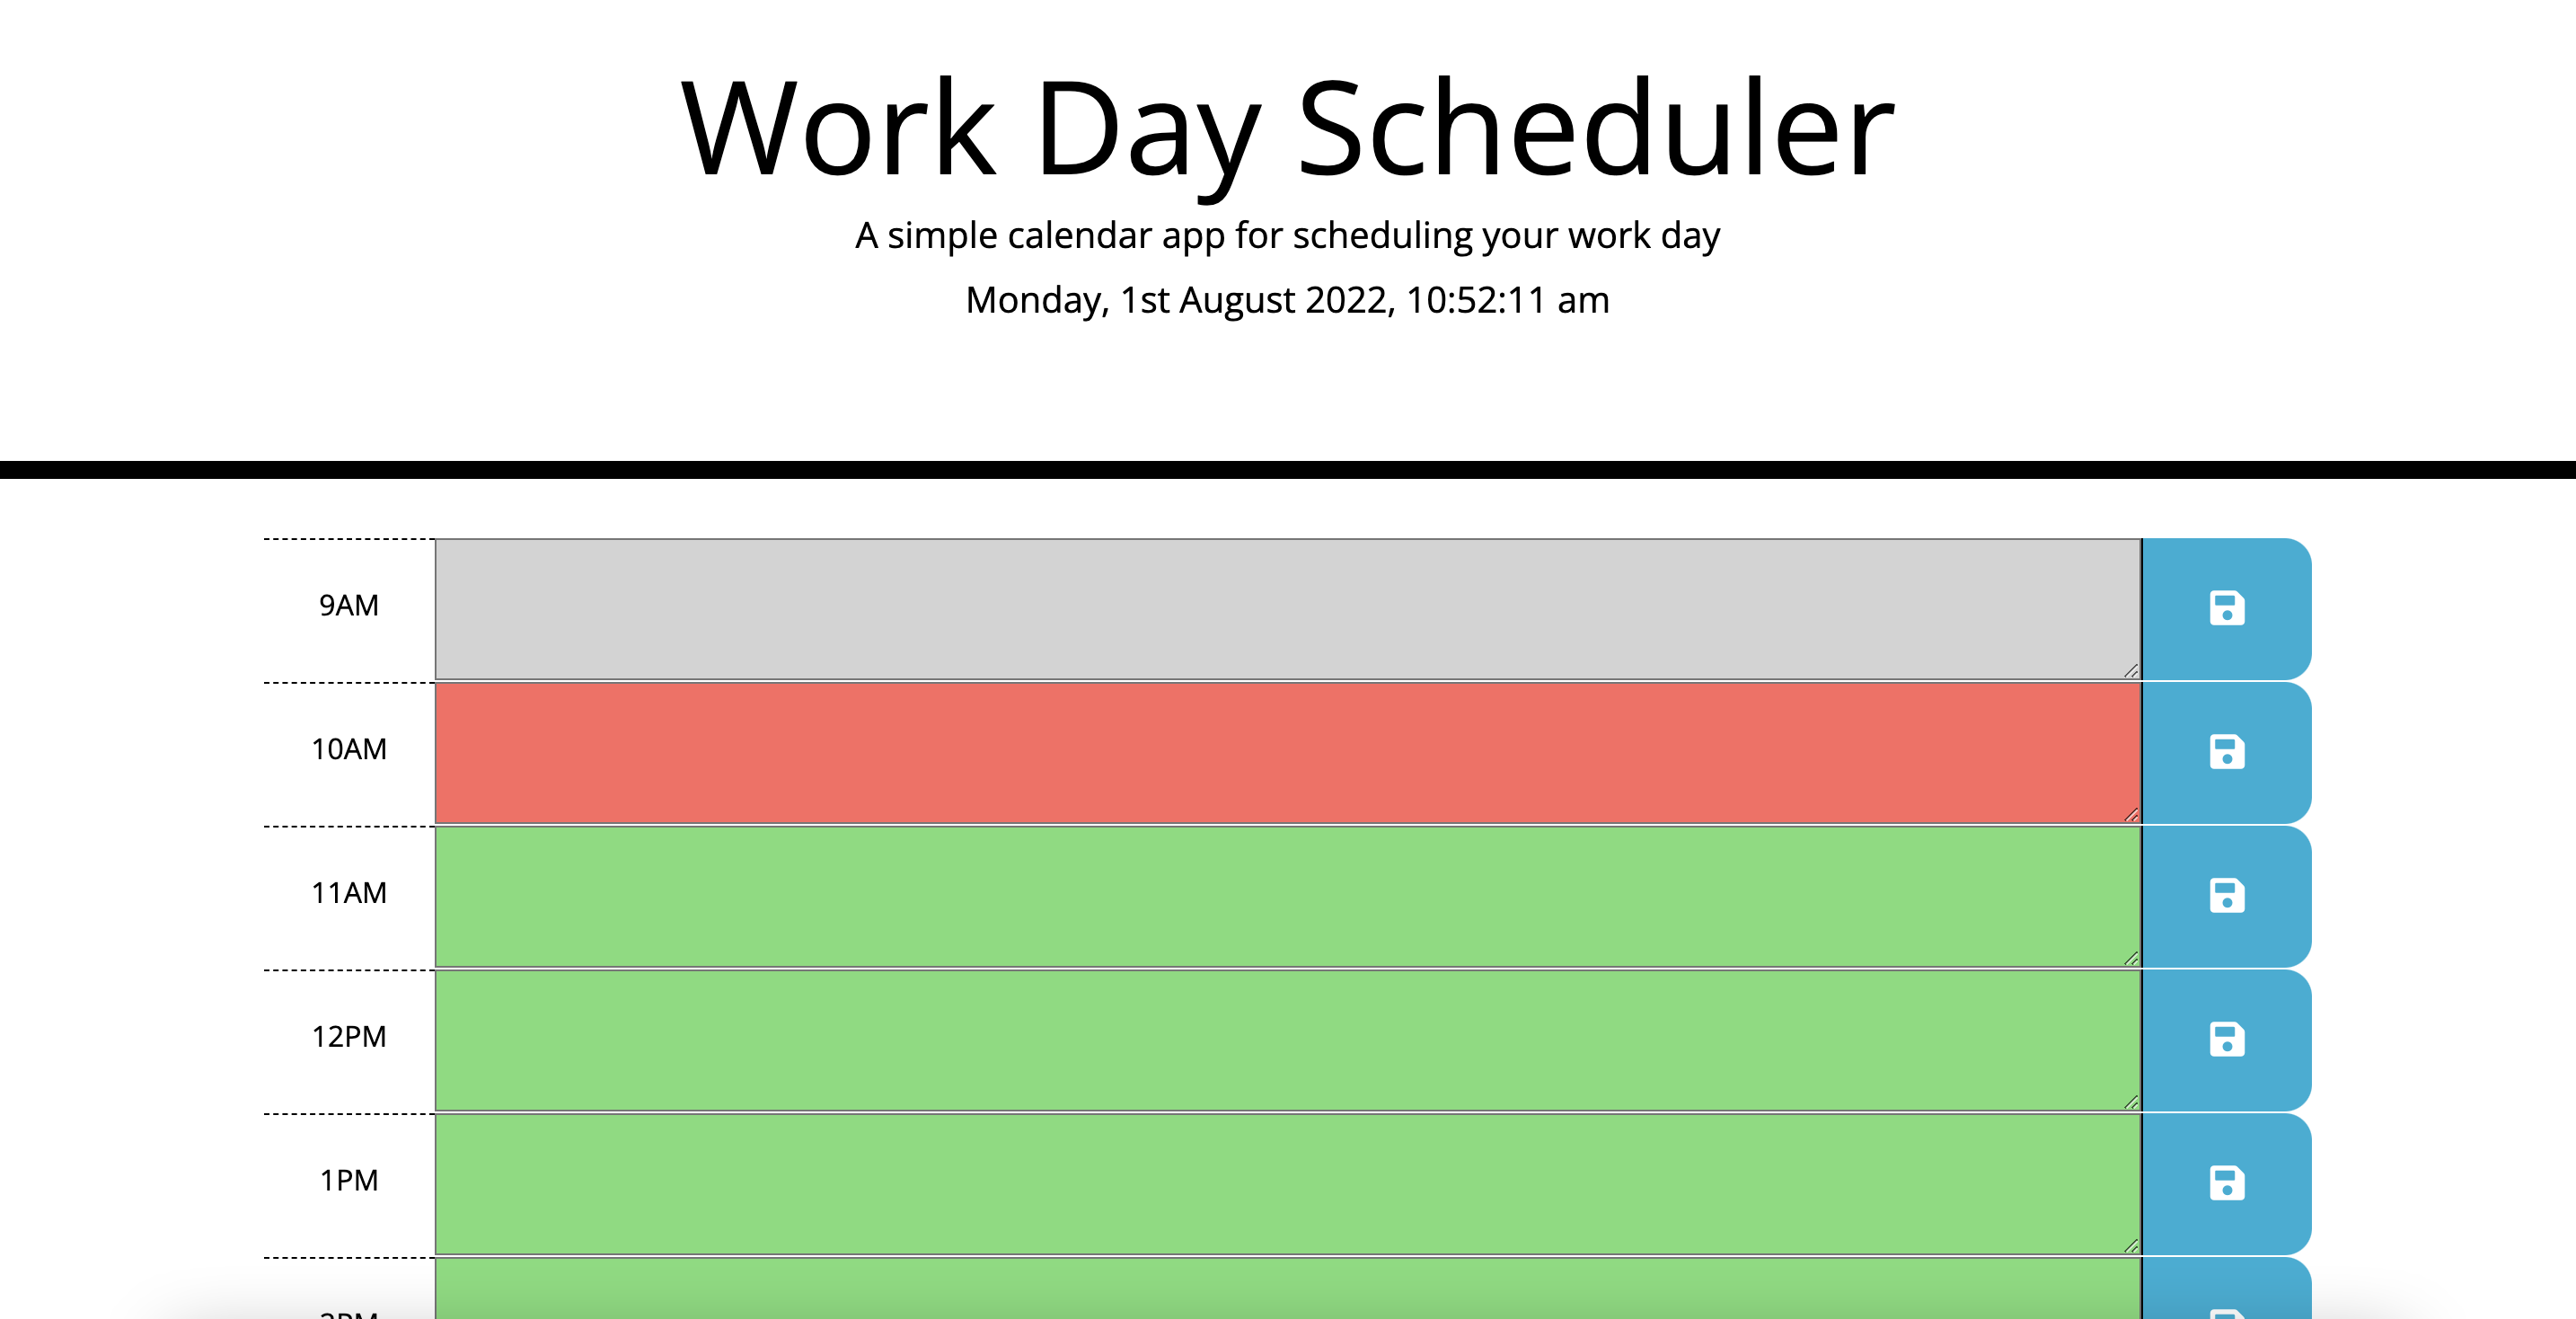 Work Day Scheduler
A simple calendar app for scheduling your work day
Monday, 1st August 2022, 10:52:11 am
9AM
10AM
11AM
12PM
1PM